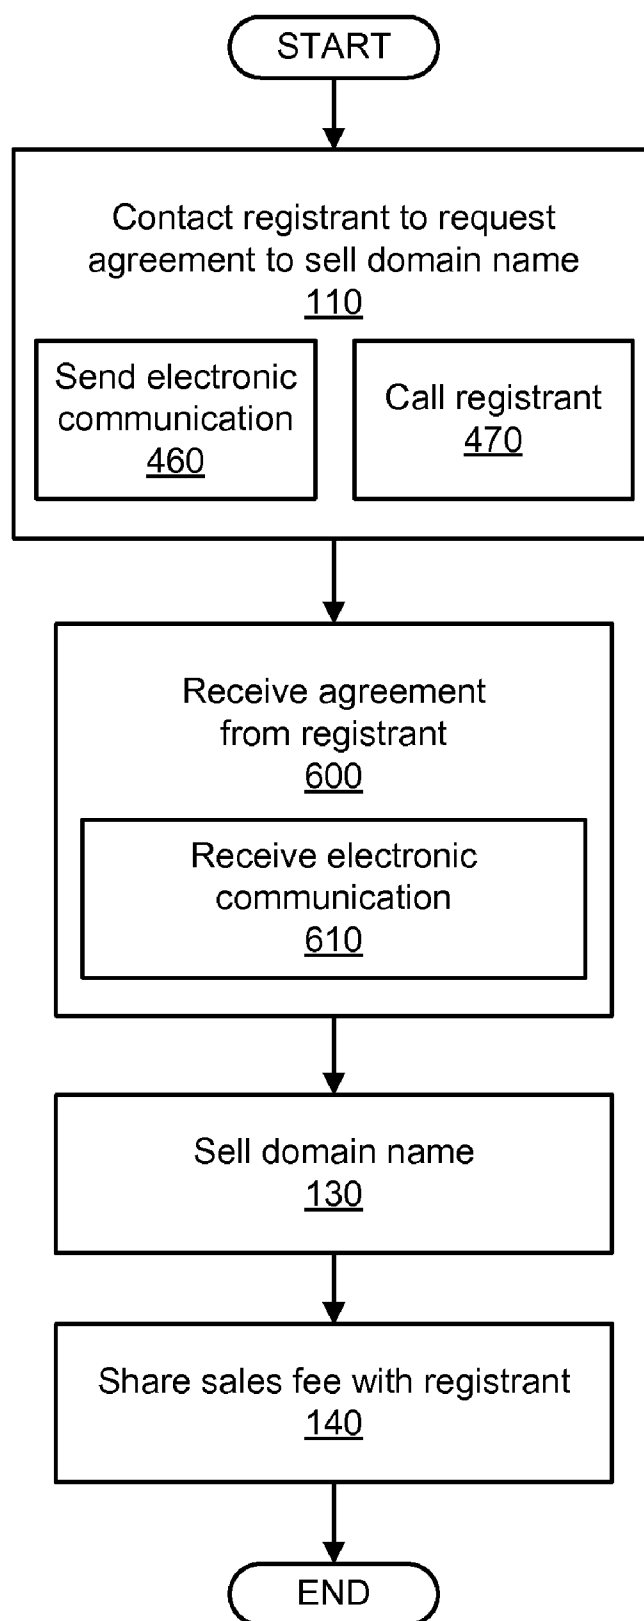 START
Contact registrant to request
agreement to sell domain name
110
Send electronic
communication
460
Call registrant
470
Receive agreement
from registrant
600
Receive electronic
communication
610
Sell domain name
130
Share sales fee with registrant
140
END